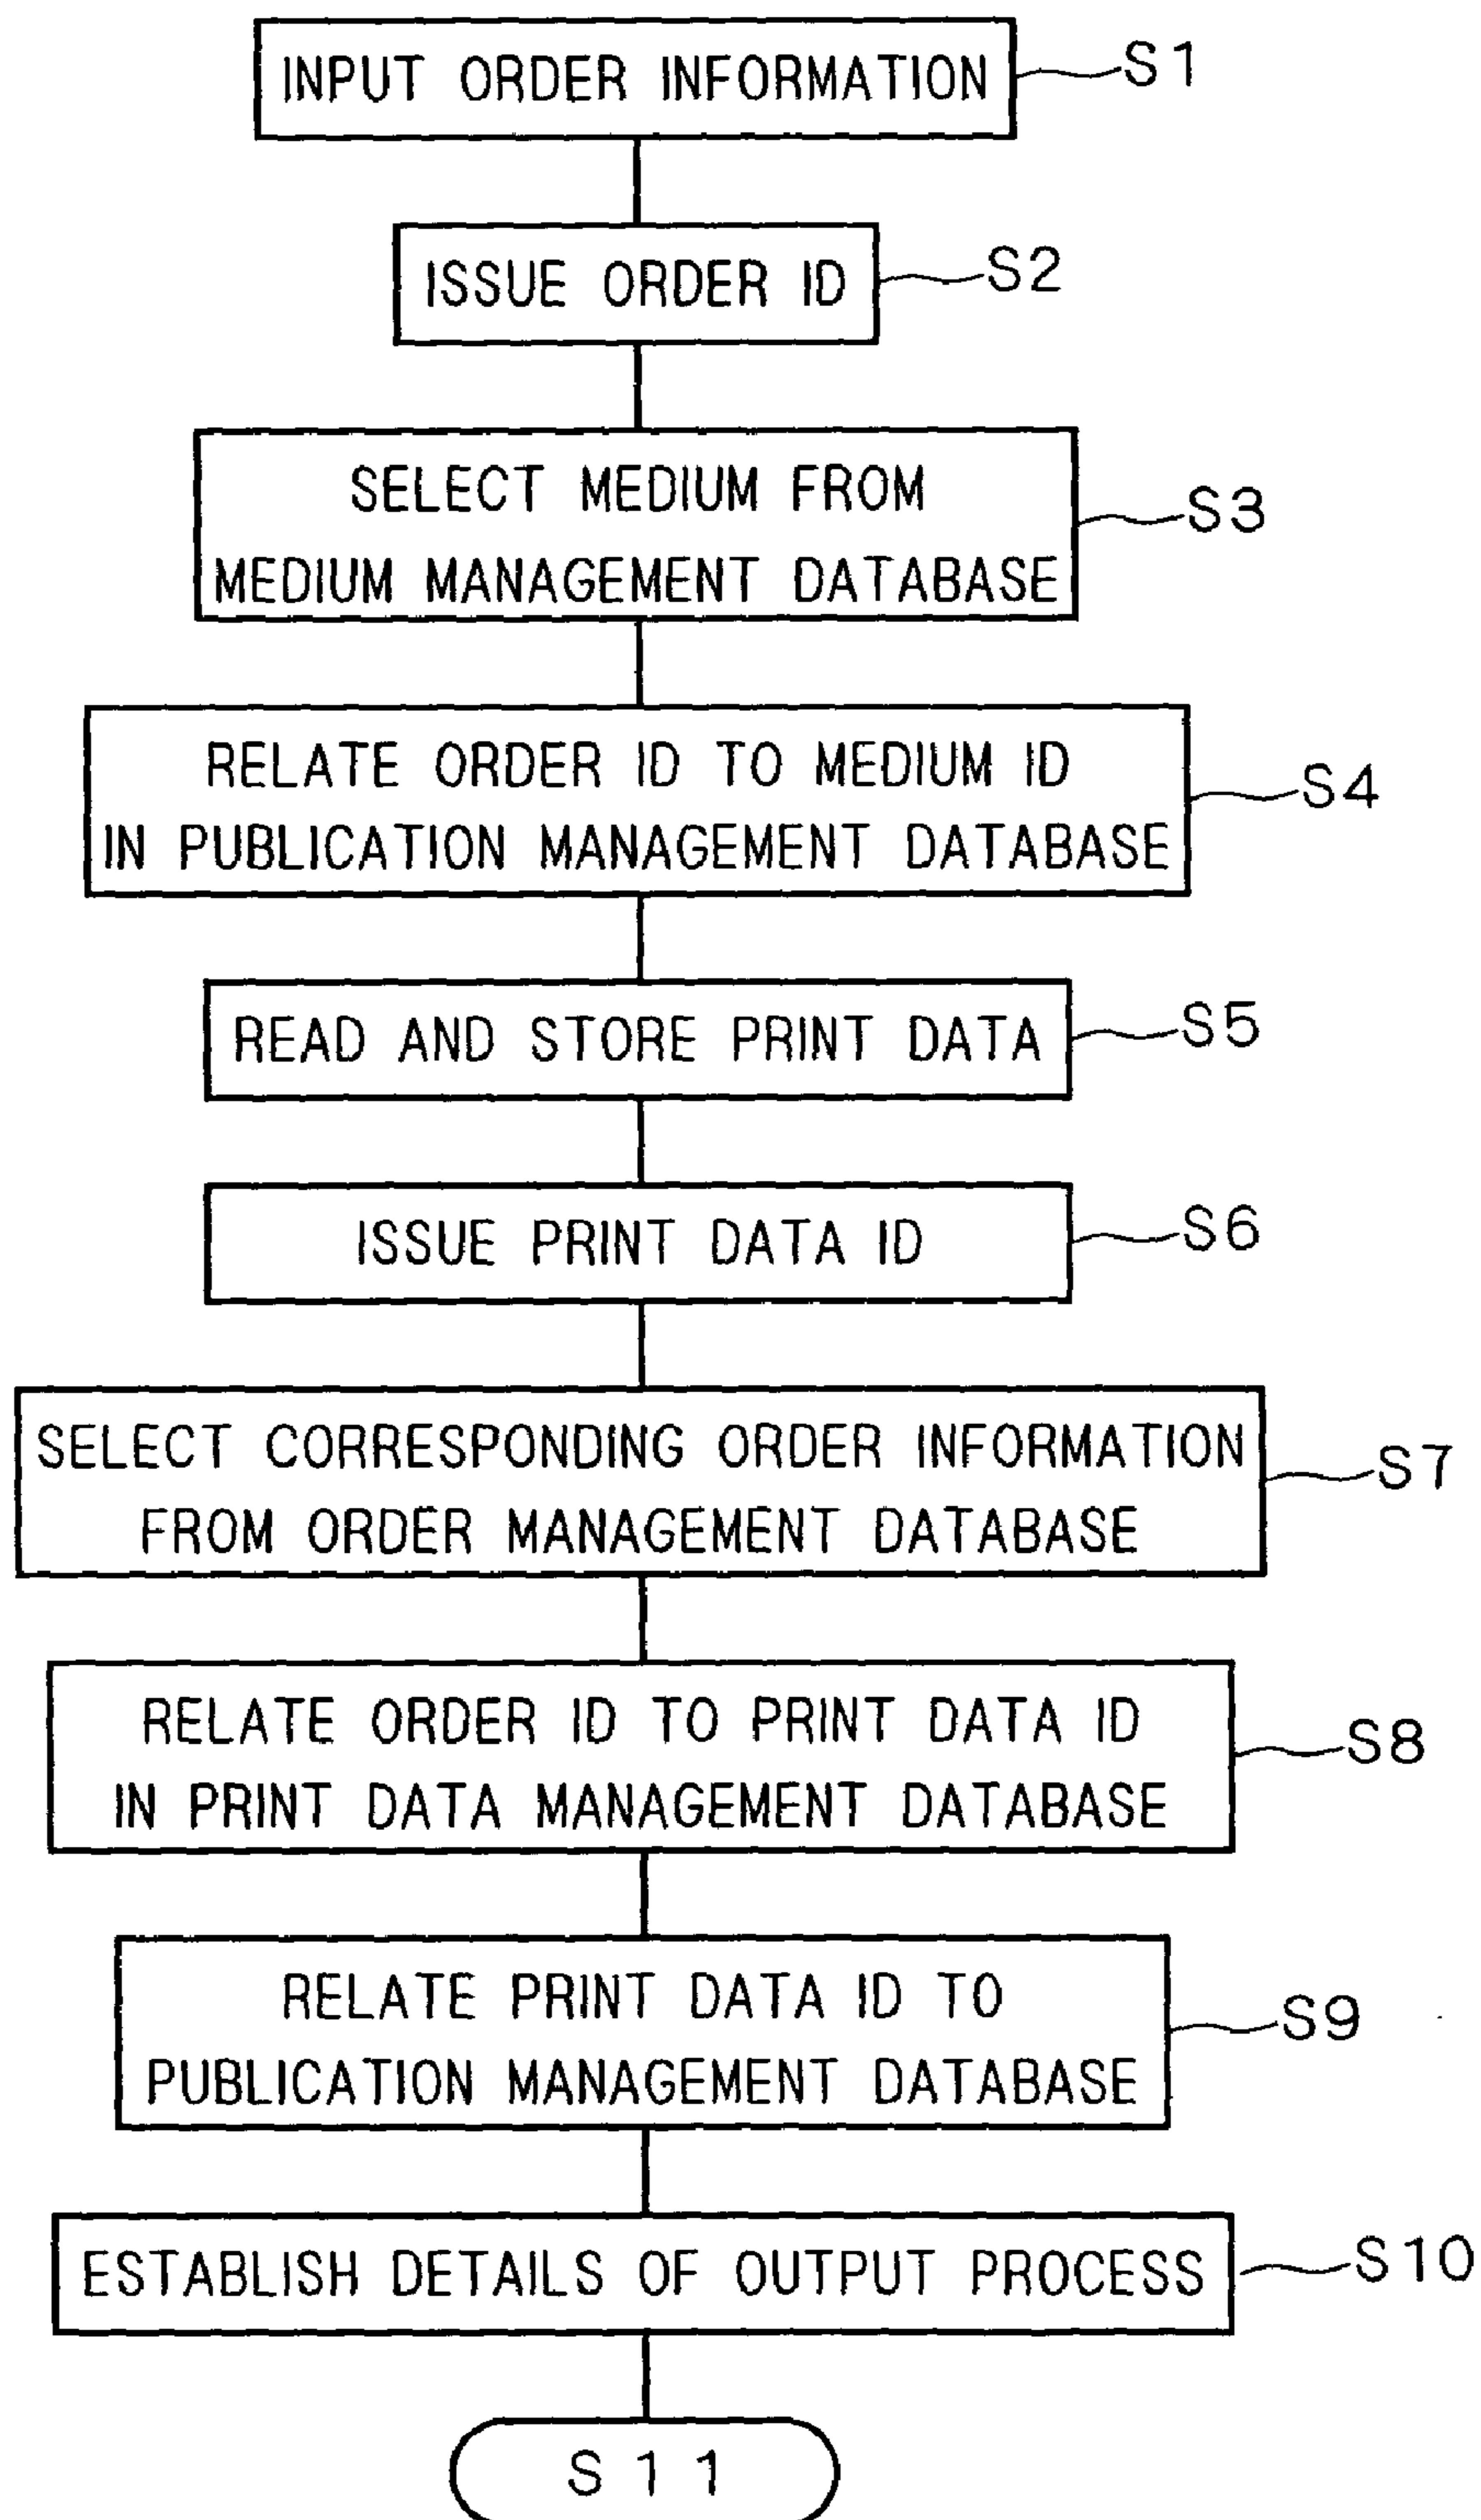 INPUT ORDER INFORMATION
S1
ISSUE ORDER ID
S2
SELECT MEDIUM FROM
MEDIUM MANAGEMENT DATABASE
S3
RELATE ORDER ID TO MEDIUM ID
IN PUBLICATION MANAGEMENT DATABASE
S4
READ AND STORE PRINT DATA
S5
ISSUE PRINT DATA ID
S6
SELECT CORRESPONDING ORDER INFORMATION
FROM ORDER MANAGEMENT DATABASE
S7
RELATE ORDER ID TO PRINT DATA ID
IN PRINT DATA MANAGEMENT DATABASE
S8
RELATE PRINT DATA ID TO
PUBLICATION MANAGEMENT DATABASE
S9
ESTABLISH DETAILS OF OUTPUT PROCESS
S10
S11